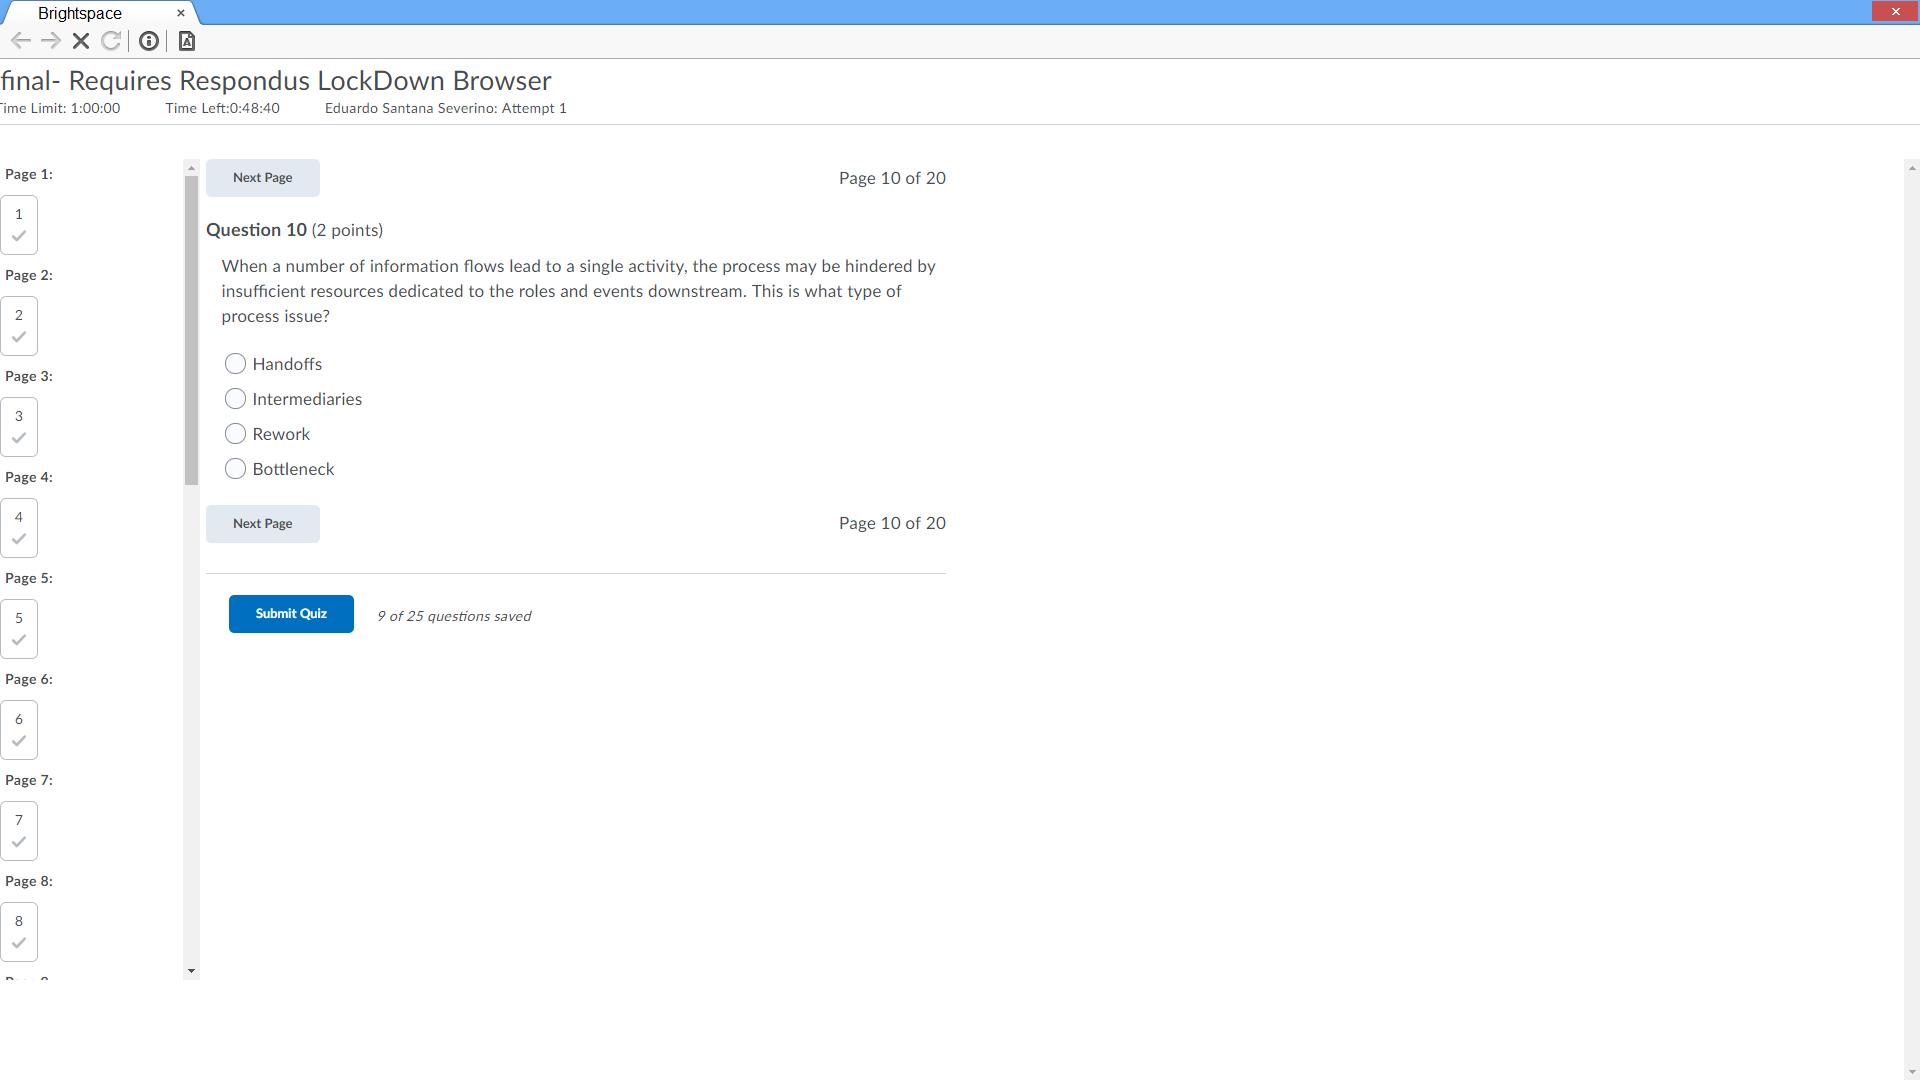 Brightspace
final- Requires Respondus LockDown Browser
Time Limit: 1:00:00 Time Left:0:48:40 Eduardo Santana Severino: Attempt 1
Page 1:
1
Page 2:
2
Page 3:
3
Page 4:
4
Page 5:
5
Page 6:
6
Page 7:
7
Page 8:
8
Next Page Page 10 of 20
Question 10 (2 points)
When a number of information flows lead to a single activity, the process may be hindered by
insufficient resources dedicated to the roles and events downstream. This is what type of
process issue?
Handoffs
Intermediaries
Rework
Bottleneck
Next Page Page 10 of 20
Submit Quiz 9 of 25 questions saved